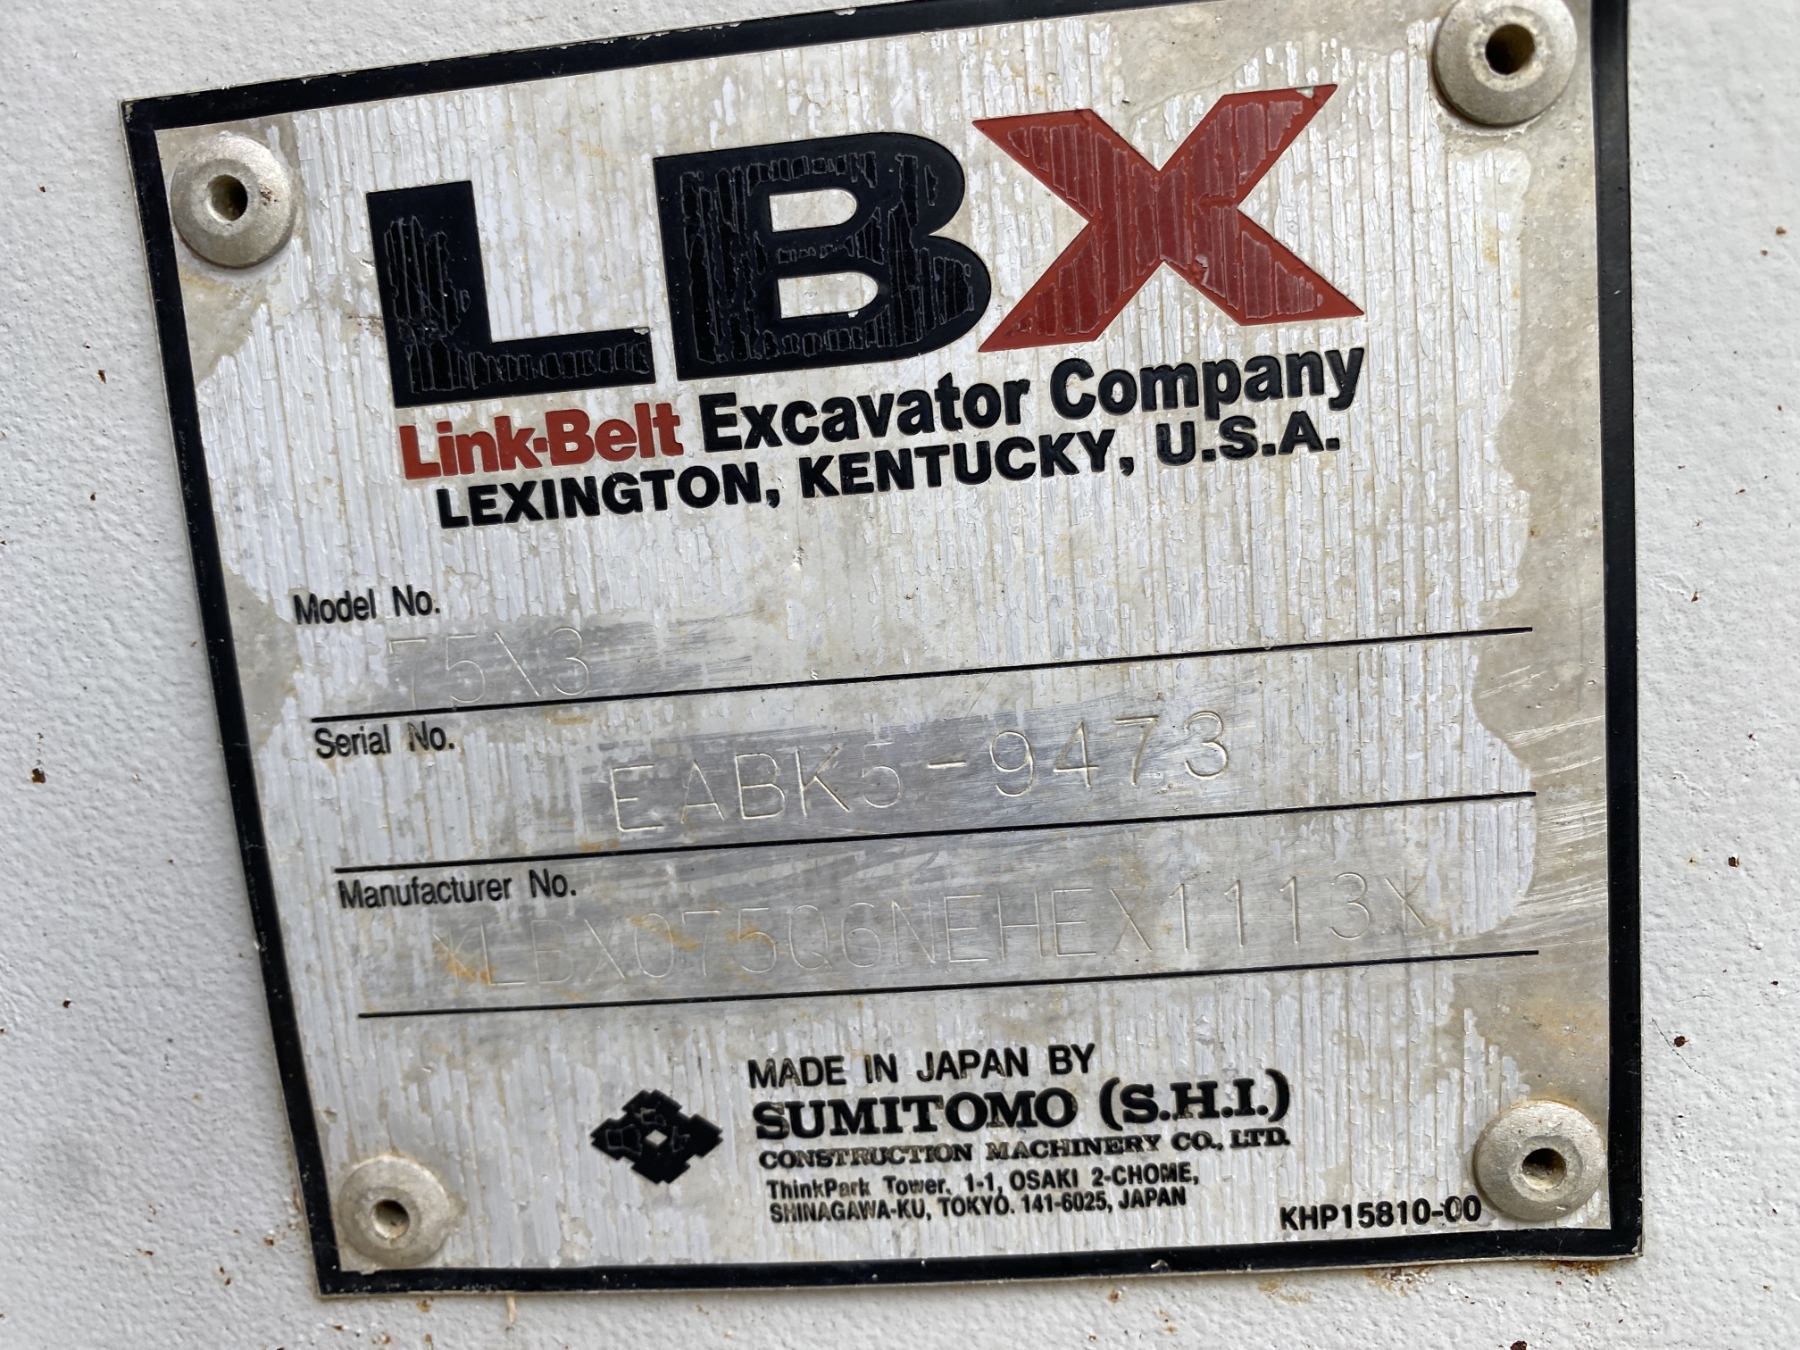 LBX
Link-Belt Excavator Company
LEXINGTON, KENTUCKY, U.S.A.
Model No.
75X3
Serial No.
EABK5-9473
Manufacturer No.
*LBX075Q6NEHEX1113*
MADE IN JAPAN BY
SUMITOMO (S.H.I.)
CONSTRUCTION MACHINERY CO., LTD.
ThinkPark Tower, 1-1, OSAKI 2-CHOME,
SHINAGAWA-KU, TOKYO. 141-6025, JAPAN
KHP15810-00